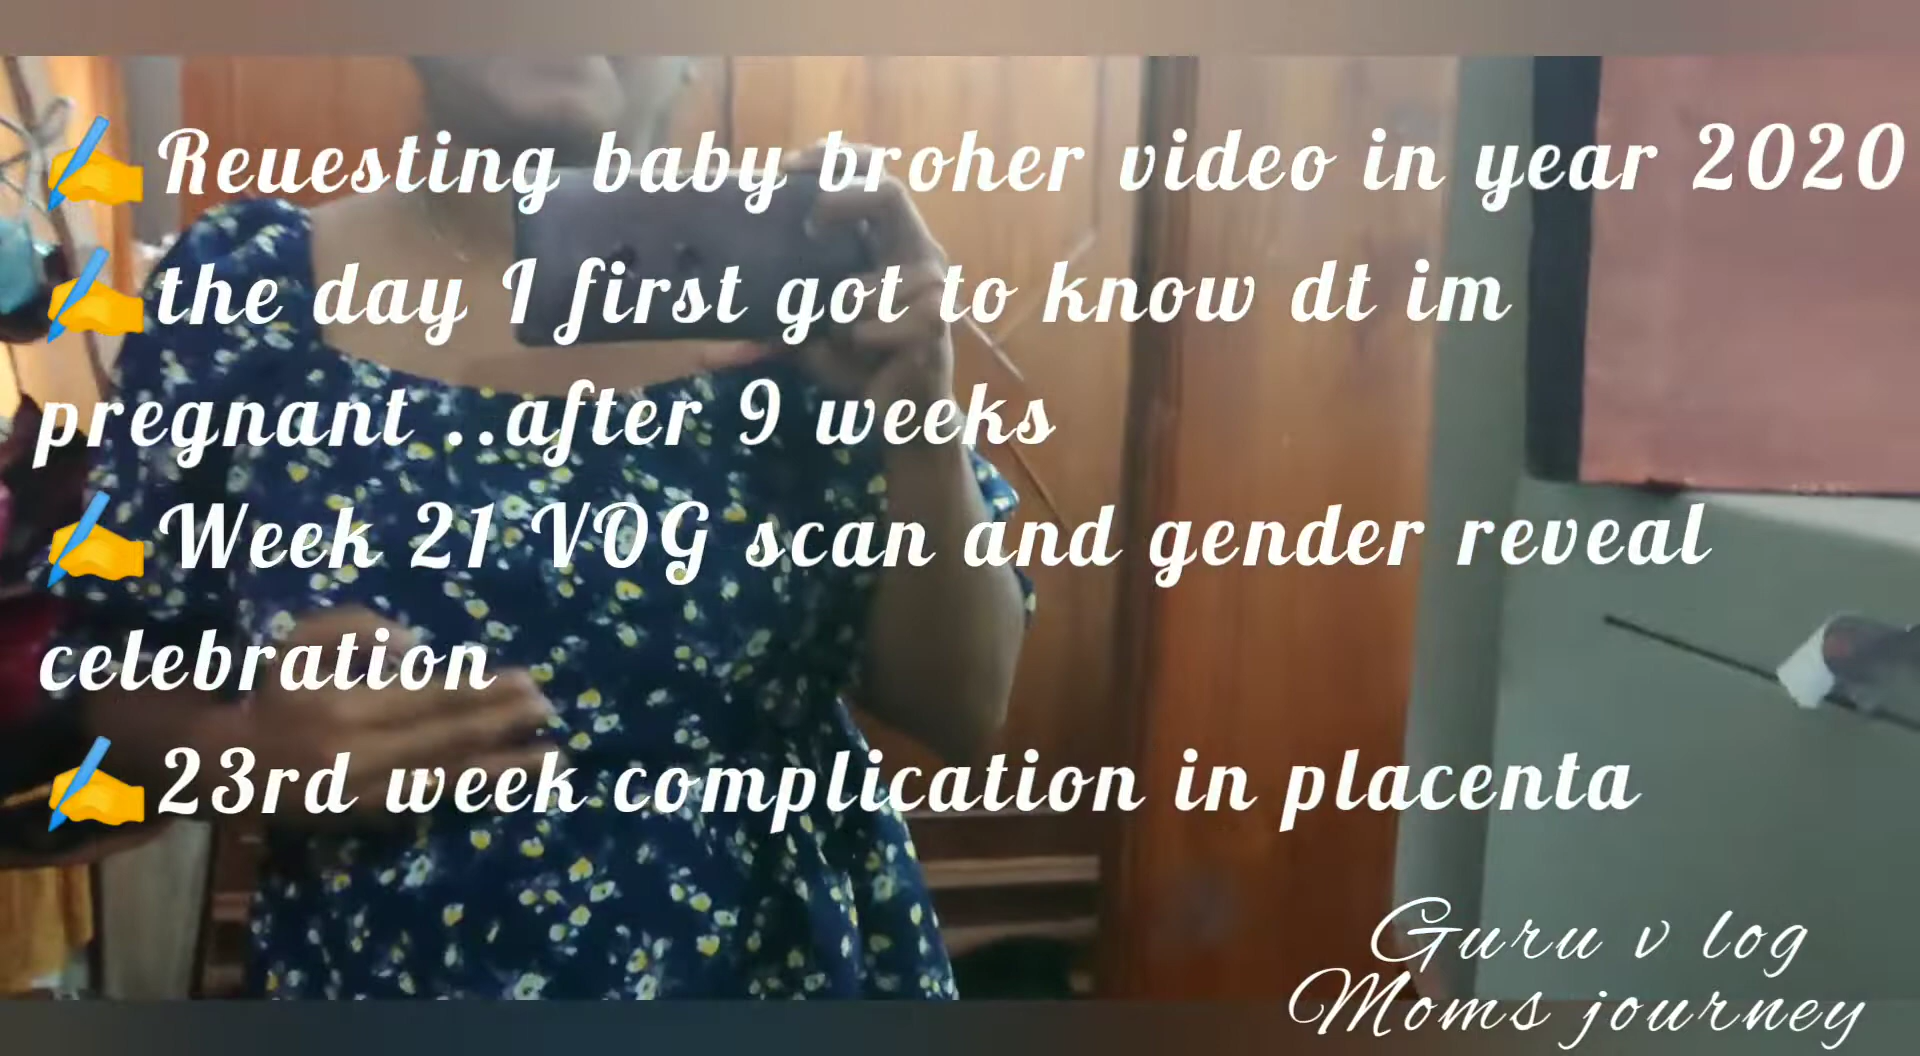 ✍Reuesting baby broher video in year 2020
✍the day I first got to know dt im
pregnant ..after 9 weeks
✍Week 21 VOG scan and gender reveal
celebration
✍23rd week complication in placenta
Guru v log
Moms journey